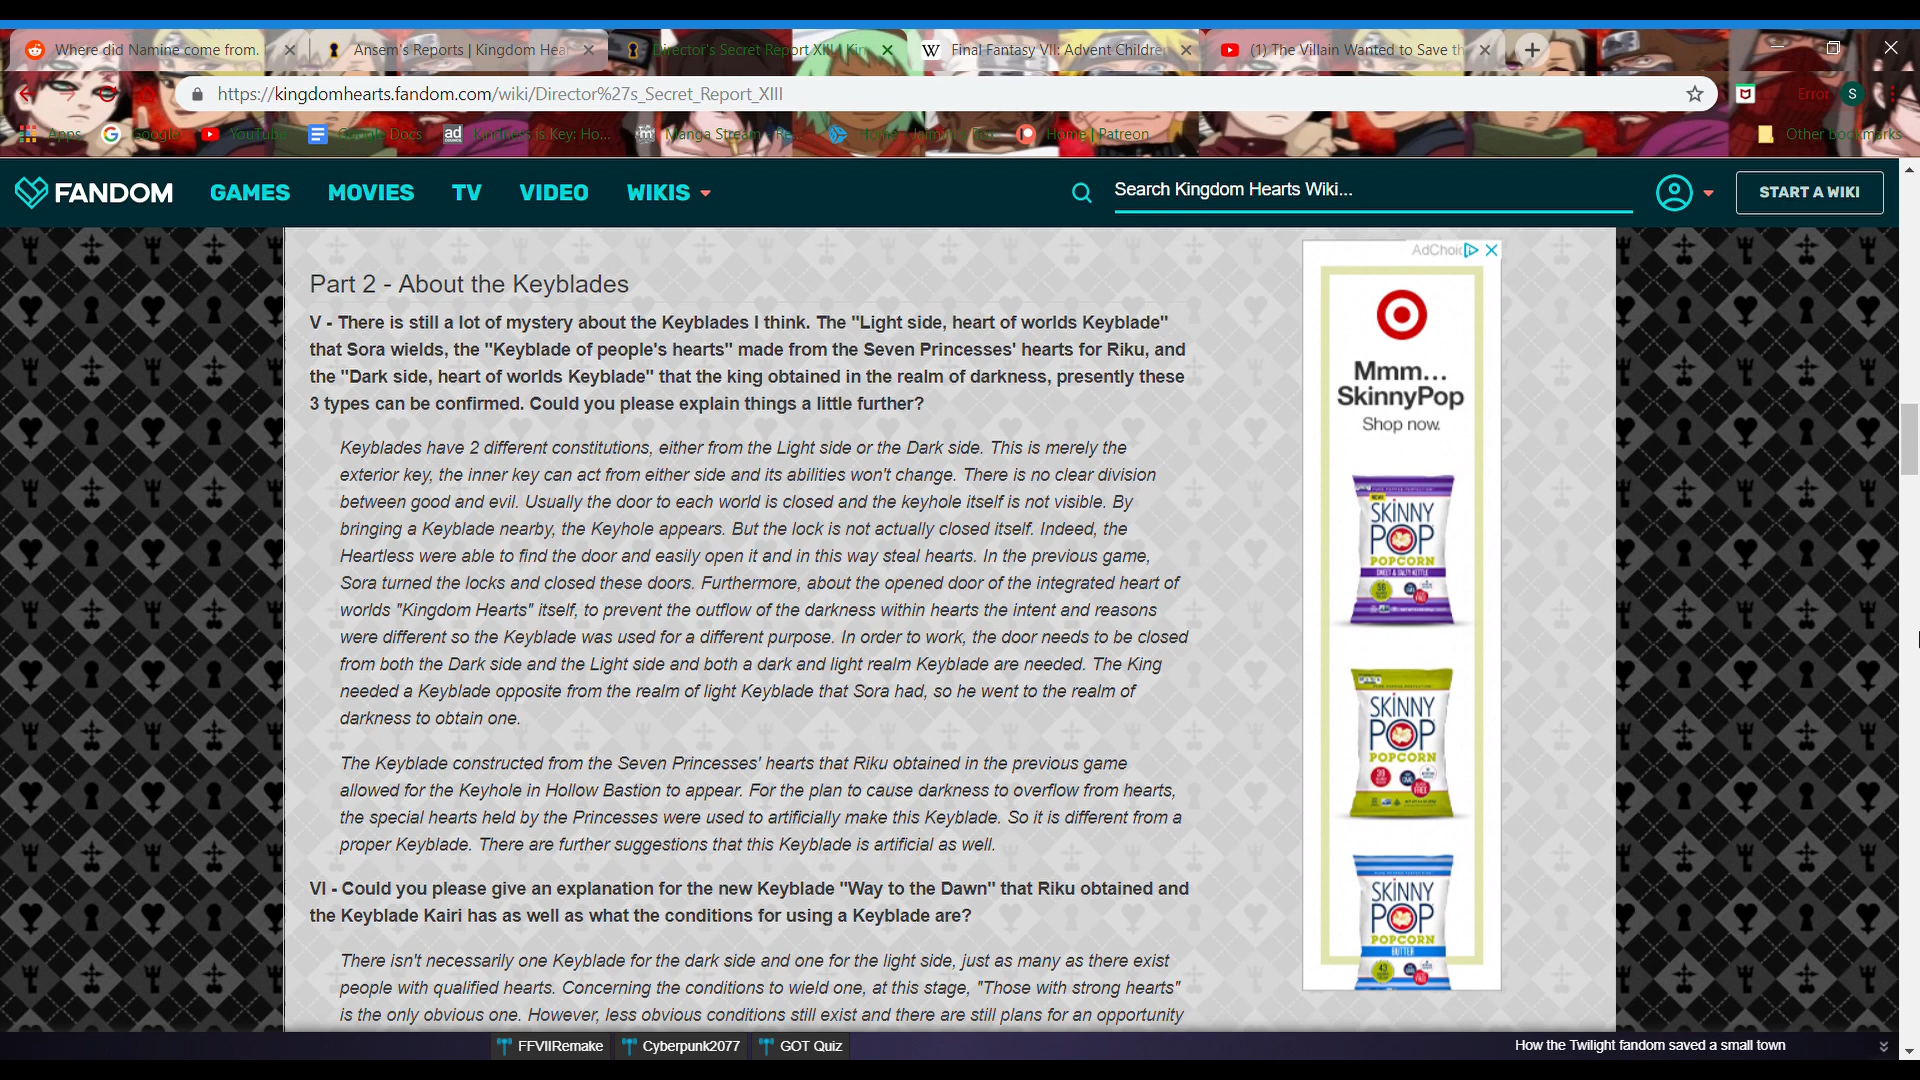 Where did Namine come from.
Ansem's Reports | Kingdom Hea
Director's Secret Report XIII | Kin
Final Fantasy VII: Advent Childre
(1) The Villain Wanted to Save th
https://kingdomhearts.fandom.com/wiki/Director%27s_Secret_Report_XIII
Error
S
Apps
Google
YouTube
Google Docs
ad
Kindness is Key: Ho...
Manga Stream - Re...
Home
Home | Patreon
Other bookmarks
FANDOM
GAMES
MOVIES
TV
VIDEO
WIKIS
Search Kingdom Hearts Wiki...
START A WIKI
Part 2 - About the Keyblades
V - There is still a lot of mystery about the Keyblades I think. The "Light side, heart of worlds Keyblade"
that Sora wields, the "Keyblade of people's hearts" made from the Seven Princesses' hearts for Riku, and
the "Dark side, heart of worlds Keyblade" that the king obtained in the realm of darkness, presently these
3 types can be confirmed. Could you please explain things a little further?
Keyblades have 2 different constitutions, either from the Light side or the Dark side. This is merely the
exterior key, the inner key can act from either side and its abilities won't change. There is no clear division
between good and evil. Usually the door to each world is closed and the keyhole itself is not visible. By
bringing a Keyblade nearby, the Keyhole appears. But the lock is not actually closed itself. Indeed, the
Heartless were able to find the door and easily open it and in this way steal hearts. In the previous game,
Sora turned the locks and closed these doors. Furthermore, about the opened door of the integrated heart of
worlds "Kingdom Hearts" itself, to prevent the outflow of the darkness within hearts the intent and reasons
were different so the Keyblade was used for a different purpose. In order to work, the door needs to be closed
from both the Dark side and the Light side and both a dark and light realm Keyblade are needed. The King
needed a Keyblade opposite from the realm of light Keyblade that Sora had, so he went to the realm of
darkness to obtain one.
The Keyblade constructed from the Seven Princesses' hearts that Riku obtained in the previous game
allowed for the Keyhole in Hollow Bastion to appear. For the plan to cause darkness to overflow from hearts,
the special hearts held by the Princesses were used to artificially make this Keyblade. So it is different from a
proper Keyblade. There are further suggestions that this Keyblade is artificial as well.
VI - Could you please give an explanation for the new Keyblade "Way to the Dawn" that Riku obtained and
the Keyblade Kairi has as well as what the conditions for using a Keyblade are?
There isn't necessarily one Keyblade for the dark side and one for the light side, just as many as there exist
people with qualified hearts. Concerning the conditions to wield one, at this stage, "Those with strong hearts"
is the only obvious one. However, less obvious conditions still exist and there are still plans for an opportunity
AdChoic
Mmm...
SkinnyPop
Shop now.
SKINNY
POP
POPCORN
SWEET & SALTY KETTLE
SKINNY
POP
POPCORN
39
SKINNY
POP
POPCORN
BUTTER
43
FFVIIRemake
Cyberpunk2077
GOT Quiz
How the Twilight fandom saved a small town